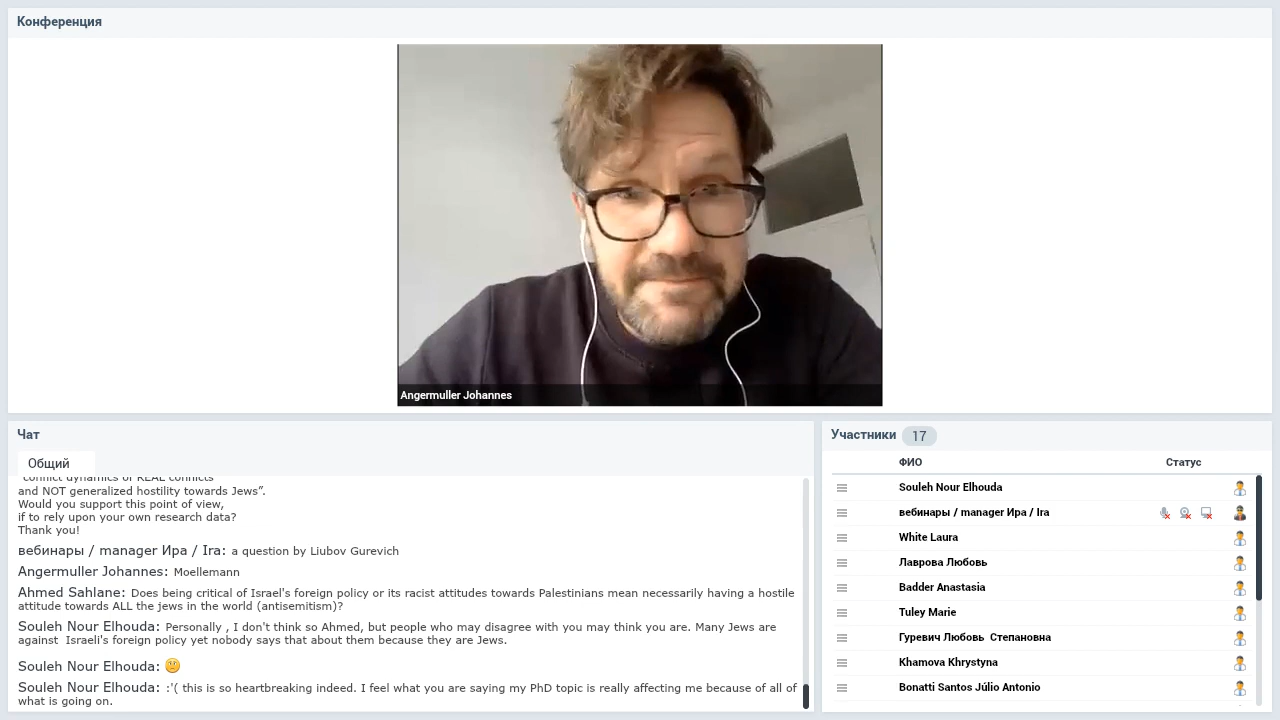 Конференция
Angermuller Johannes
Чат
Общий
conflict dynamics of REAL conflicts
and NOT generalized hostility towards Jews”.
Would you support this point of view,
if to rely upon your own research data?
Thank you!
вебинары / manager Ира / Ira: a question by Liubov Gurevich
Angermuller Johannes: Moellemann
Ahmed Sahlane: Does being critical of Israel's foreign policy or its racist attitudes towards Palestinians mean necessarily having a hostile
attitude towards ALL the jews in the world (antisemitism)?
Souleh Nour Elhouda: Personally , I don't think so Ahmed, but people who may disagree with you may think you are. Many Jews are
against  Israeli's foreign policy yet nobody says that about them because they are Jews.
Souleh Nour Elhouda:
Souleh Nour Elhouda: :'( this is so heartbreaking indeed. I feel what you are saying my PhD topic is really affecting me because of all of
what is going on.
Участники 17
ФИО Статус
Souleh Nour Elhouda
вебинары / manager Ира / Ira
White Laura
Лаврова Любовь
Badder Anastasia
Tuley Marie
Гуревич Любовь  Степановна
Khamova Khrystyna
Bonatti Santos Júlio Antonio